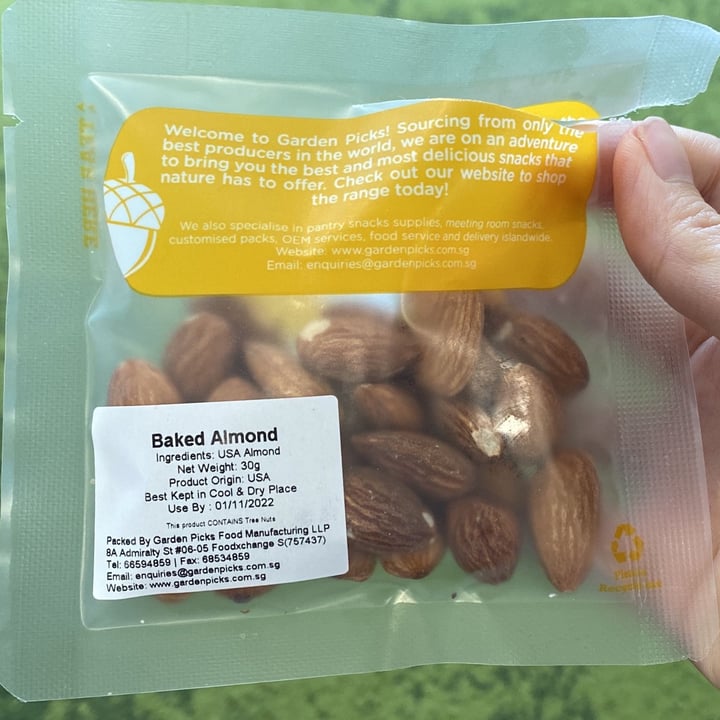 Welcome to Garden Picks! Sourcing from only the
best producers in the world, we are on an adventure
to bring you the best and most delicious snacks that
nature has to offer. Check out our website to shop
the range today!
We also specialise in pantry snacks supplies, meeting room snacks,
customised packs, OEM services, food service and delivery islandwide.
Website: www.gardenpicks.com.sg
Email: enquiries@gardenpicks.com.sg
TEAR HERE
Baked Almond
Ingredients: USA Almond
Net Weight: 30g
Product Origin: USA
Best Kept in Cool & Dry Place
Use By : 01/11/2022
This product CONTAINS Tree Nuts
Packed By Garden Picks Food Manufacturing LLP
8A Admiralty St #06-05 Foodxchange S(757437)
Tel: 66594859 | Fax: 68534859
Email: enquiries@gardenpicks.com.sg
Website: www.gardenpicks.com.sg